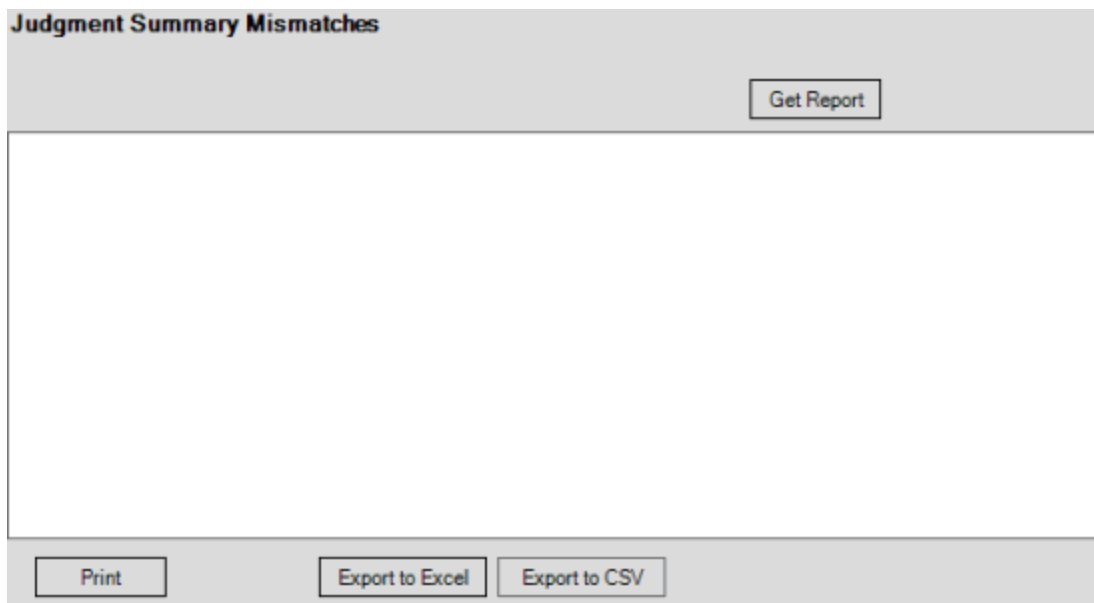 Judgment Summary Mismatches
Get Report
Print Export to Excel Export to CSV